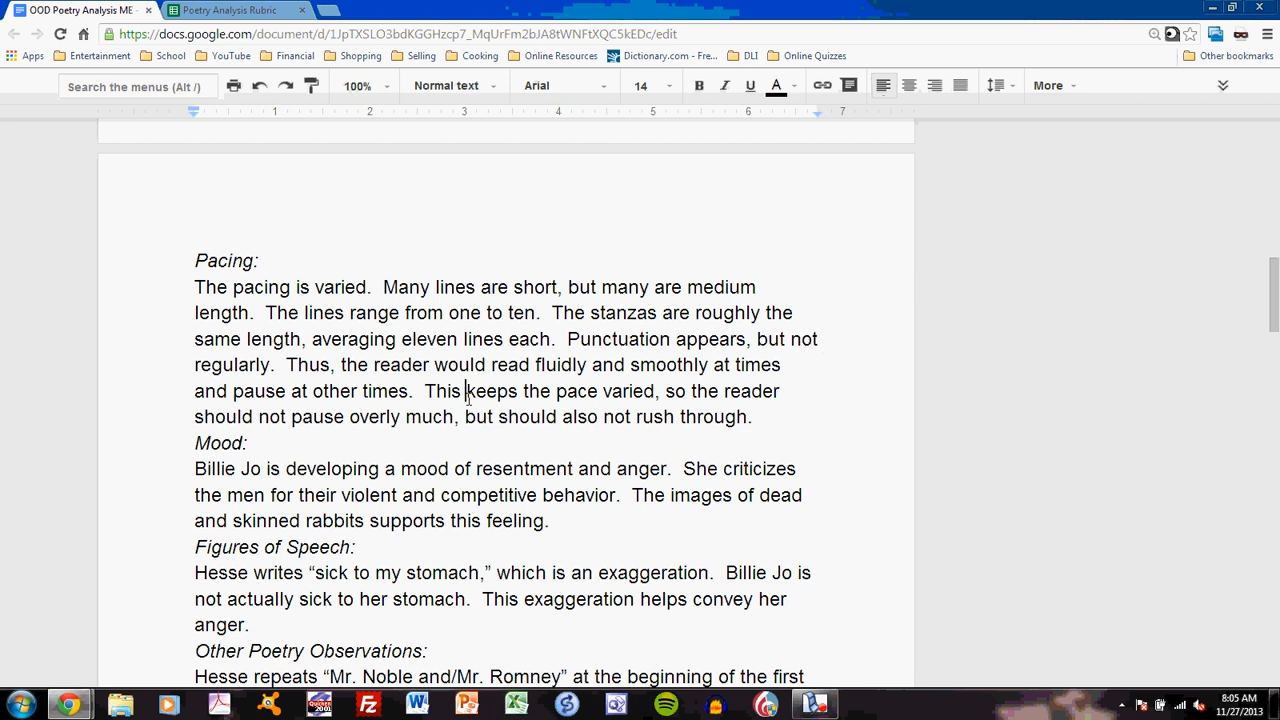 OOD Poetry Analysis ME -
Poetry Analysis Rubric
https://docs.google.com/document/d/1JpTXSLO3bdKGGHzcp7_MqUrFm2bJA8tWNFtXQC5kEDc/edit
Apps Entertainment School YouTube Financial Shopping Selling Cooking Online Resources Dictionary.com - Fre... DLI Online Quizzes Other bookmarks
Search the menus (Alt /) 100% Normal text Arial 14 B I U A More
1 2 3 4 5 6 7
Pacing:
The pacing is varied. Many lines are short, but many are medium
length. The lines range from one to ten. The stanzas are roughly the
same length, averaging eleven lines each. Punctuation appears, but not
regularly. Thus, the reader would read fluidly and smoothly at times
and pause at other times. This keeps the pace varied, so the reader
should not pause overly much, but should also not rush through.
Mood:
Billie Jo is developing a mood of resentment and anger. She criticizes
the men for their violent and competitive behavior. The images of dead
and skinned rabbits supports this feeling.
Figures of Speech:
Hesse writes “sick to my stomach,” which is an exaggeration. Billie Jo is
not actually sick to her stomach. This exaggeration helps convey her
anger.
Other Poetry Observations:
Hesse repeats “Mr. Noble and/Mr. Romney” at the beginning of the first
Quicken
2001
8:05 AM
11/27/2013